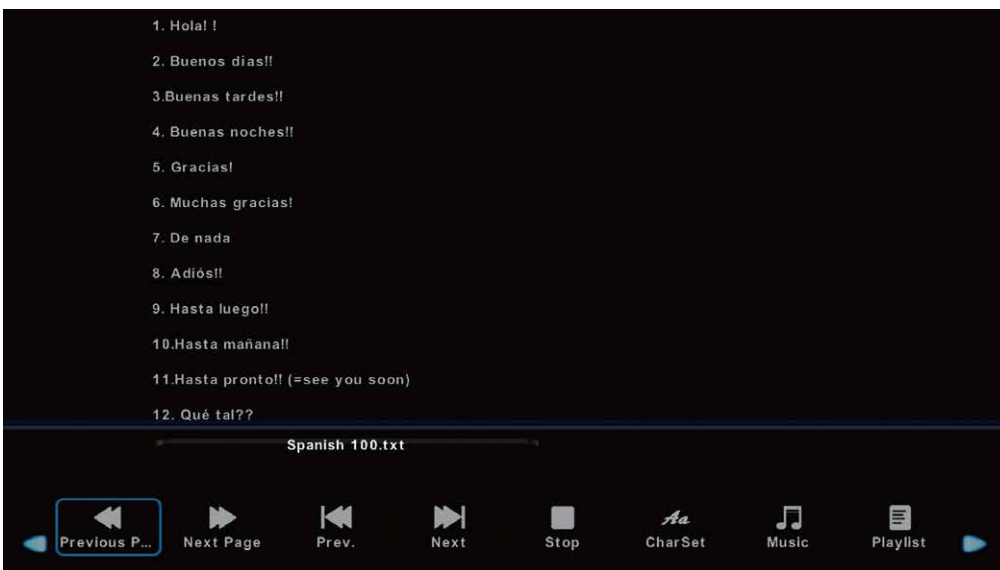 1. Hola! !
2. Buenos días!!
3.Buenas tardes!!
4. Buenas noches!!
5. Gracias!
6. Muchas gracias!
7. De nada
8. Adiós!!
9. Hasta luego!!
10.Hasta mañana!!
11.Hasta pronto!! (=see you soon)
12. Qué tal??
Spanish 100.txt
Previous P... Next Page Prev. Next Stop CharSet Music Playlist